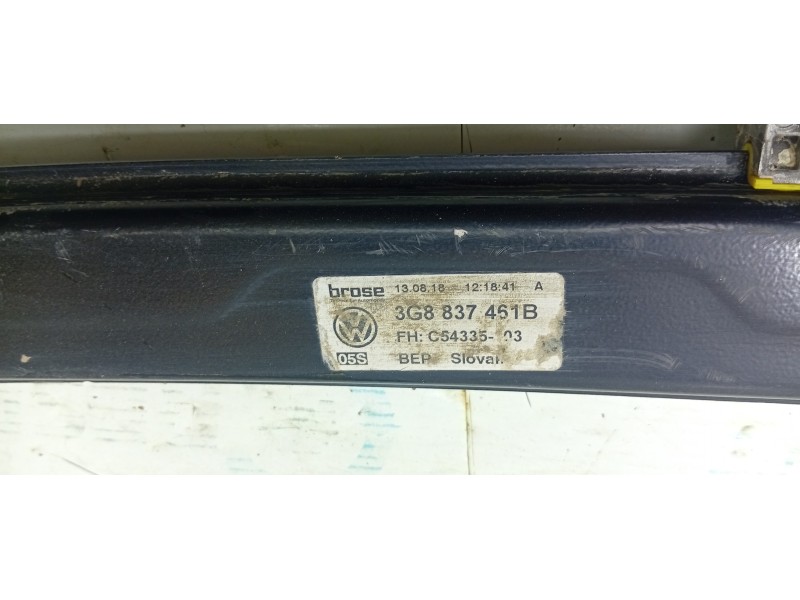 brose 13.08.18 12:18:41 A
3G8 837 461B
FH: C54335- 03
05S BEP Slovak